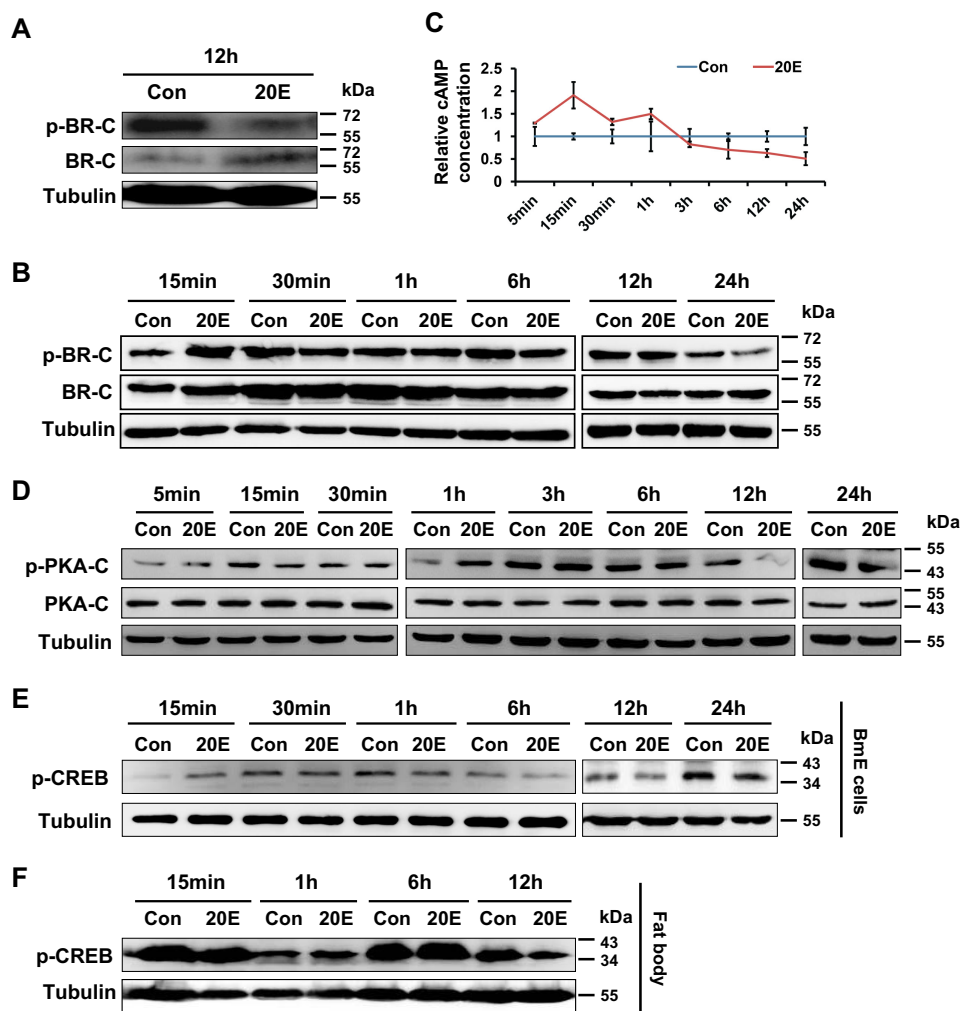 A
12h
Con 20E kDa
p-BR-C 72
55
BR-C 72
55
Tubulin 55
C
Con 20E
Relative cAMP
concentration
2.5
2
1.5
1
0.5
0
5min 15min 30min 1h 3h 6h 12h 24h
B
15min 30min 1h 6h 12h 24h
Con 20E Con 20E Con 20E Con 20E Con 20E Con 20E kDa
p-BR-C 72
55
BR-C 72
55
Tubulin 55
D
5min 15min 30min 1h 3h 6h 12h 24h
Con 20E Con 20E Con 20E Con 20E Con 20E Con 20E Con 20E Con 20E kDa
p-PKA-C 55
43
PKA-C 55
43
Tubulin 55
E
15min 30min 1h 6h 12h 24h
Con 20E Con 20E Con 20E Con 20E Con 20E Con 20E kDa
p-CREB 43
34
Tubulin 55
BmE cells
F
15min 1h 6h 12h
Con 20E Con 20E Con 20E Con 20E kDa
p-CREB 43
34
Tubulin 55
Fat body